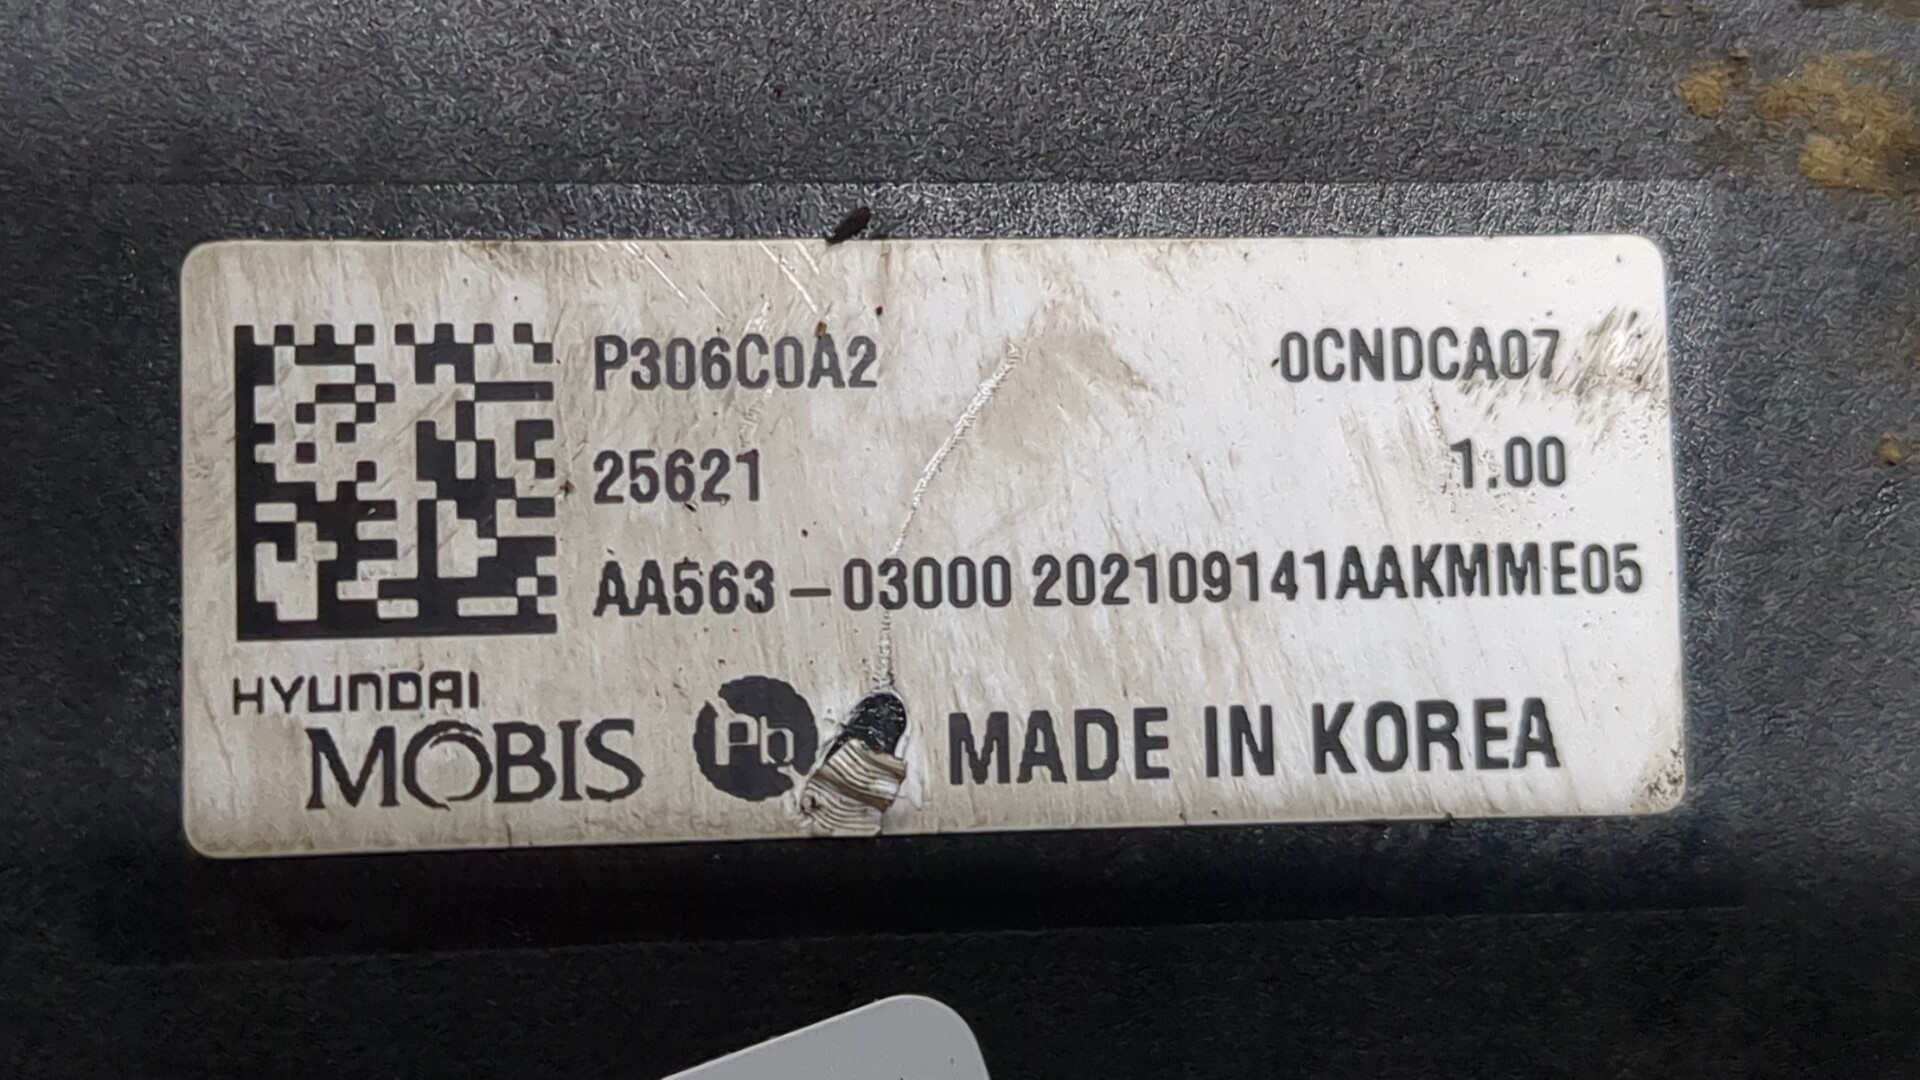 P306C0A2 0CNDCA07
25621 1.00
AA563-03000 202109141AAKMME05
HYUNDAI
MOBIS Pb MADE IN KOREA